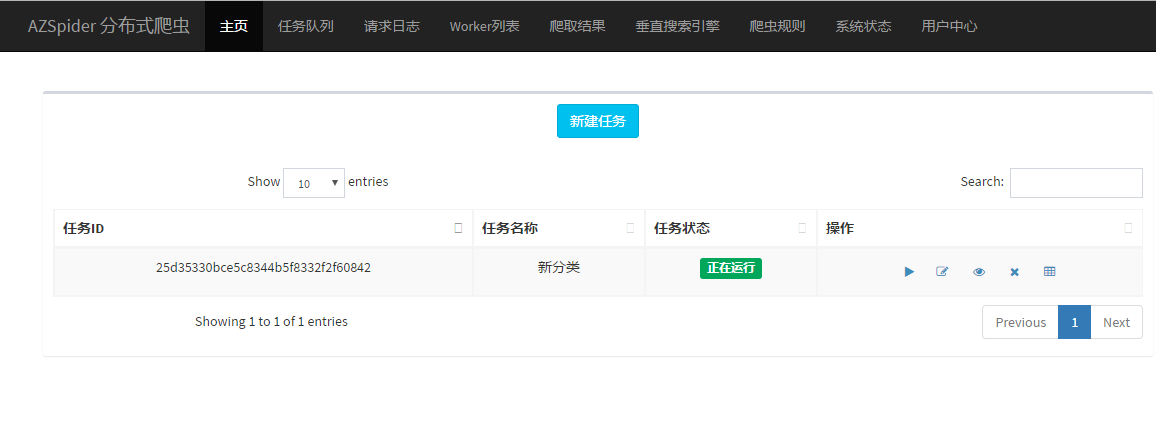 AZSpider 分布式爬虫 主页 任务队列 请求日志 Worker列表 爬取结果 垂直搜索引擎 爬虫规则 系统状态 用户中心
新建任务
Show 10 entries Search:
任务ID 任务名称 任务状态 操作
25d35330bce5c8344b5f8332f2f60842 新分类 正在运行
Showing 1 to 1 of 1 entries Previous 1 Next